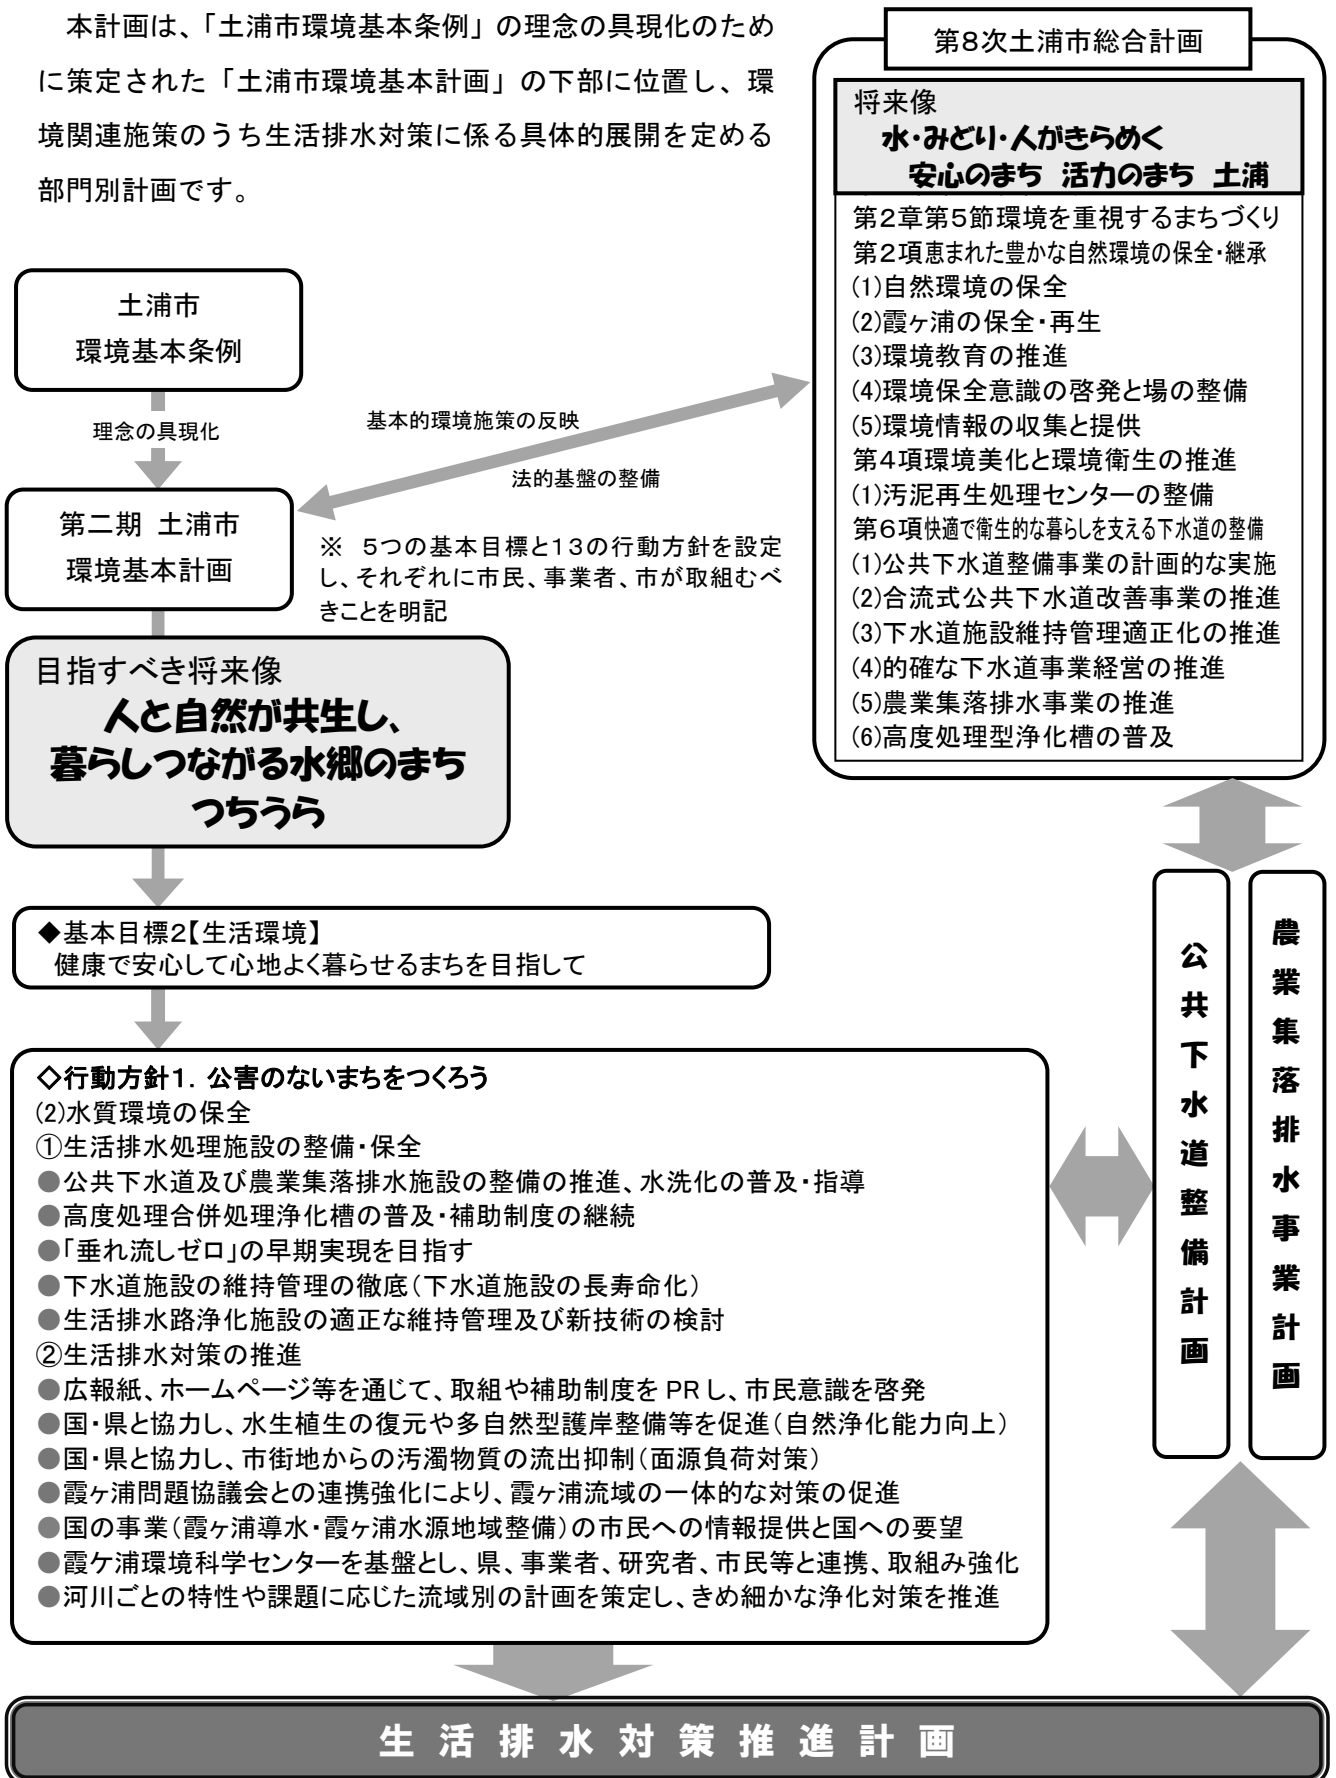 本計画は、「土浦市環境基本条例」の理念の具現化のため
に策定された「土浦市環境基本計画」の下部に位置し、環
境関連施策のうち生活排水対策に係る具体的展開を定める
部門別計画です。
第8次土浦市総合計画
将来像
水・みどり・人がきらめく
安心のまち 活力のまち 土浦
第2章第5節環境を重視するまちづくり
第2項恵まれた豊かな自然環境の保全・継承
(1)自然環境の保全
(2)霞ヶ浦の保全・再生
(3)環境教育の推進
(4)環境保全意識の啓発と場の整備
(5)環境情報の収集と提供
第4項環境美化と環境衛生の推進
(1)汚泥再生処理センターの整備
第6項快適で衛生的な暮らしを支える下水道の整備
(1)公共下水道整備事業の計画的な実施
(2)合流式公共下水道改善事業の推進
(3)下水道施設維持管理適正化の推進
(4)的確な下水道事業経営の推進
(5)農業集落排水事業の推進
(6)高度処理型浄化槽の普及
土浦市
環境基本条例
理念の具現化
基本的環境施策の反映
法的基盤の整備
第二期 土浦市
環境基本計画
※ 5つの基本目標と13の行動方針を設定
し、それぞれに市民、事業者、市が取組むべ
きことを明記
目指すべき将来像
人と自然が共生し、
暮らしつながる水郷のまち
つちうら
◆基本目標2【生活環境】
健康で安心して心地よく暮らせるまちを目指して
◇行動方針1．公害のないまちをつくろう
(2)水質環境の保全
①生活排水処理施設の整備・保全
●公共下水道及び農業集落排水施設の整備の推進、水洗化の普及・指導
●高度処理合併処理浄化槽の普及・補助制度の継続
●「垂れ流しゼロ」の早期実現を目指す
●下水道施設の維持管理の徹底（下水道施設の長寿命化）
●生活排水路浄化施設の適正な維持管理及び新技術の検討
②生活排水対策の推進
●広報紙、ホームページ等を通じて、取組や補助制度を PR し、市民意識を啓発
●国・県と協力し、水生植生の復元や多自然型護岸整備等を促進（自然浄化能力向上）
●国・県と協力し、市街地からの汚濁物質の流出抑制（面源負荷対策）
●霞ヶ浦問題協議会との連携強化により、霞ヶ浦流域の一体的な対策の促進
●国の事業（霞ヶ浦導水・霞ヶ浦水源地域整備）の市民への情報提供と国への要望
●霞ケ浦環境科学センターを基盤とし、県、事業者、研究者、市民等と連携、取組み強化
●河川ごとの特性や課題に応じた流域別の計画を策定し、きめ細かな浄化対策を推進
公共下水道整備計画
農業集落排水事業計画
生活排水対策推進計画